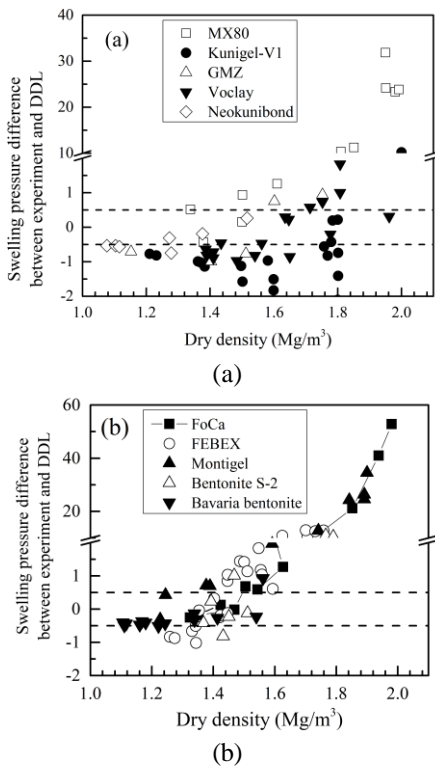 (a)
MX80
Kunigel-V1
GMZ
Voclay
Neokunibond
Swelling pressure difference
between experiment and DDL
40
30
20
10
1
0
-1
-2
1.0 1.2 1.4 1.6 1.8 2.0
Dry density (Mg/m³)
(a)
(b)
FoCa
FEBEX
Montigel
Bentonite S-2
Bavaria bentonite
Swelling pressure difference
between experiment and DDL
60
40
20
1
0
-1
-2
1.0 1.2 1.4 1.6 1.8 2.0
Dry density (Mg/m³)
(b)